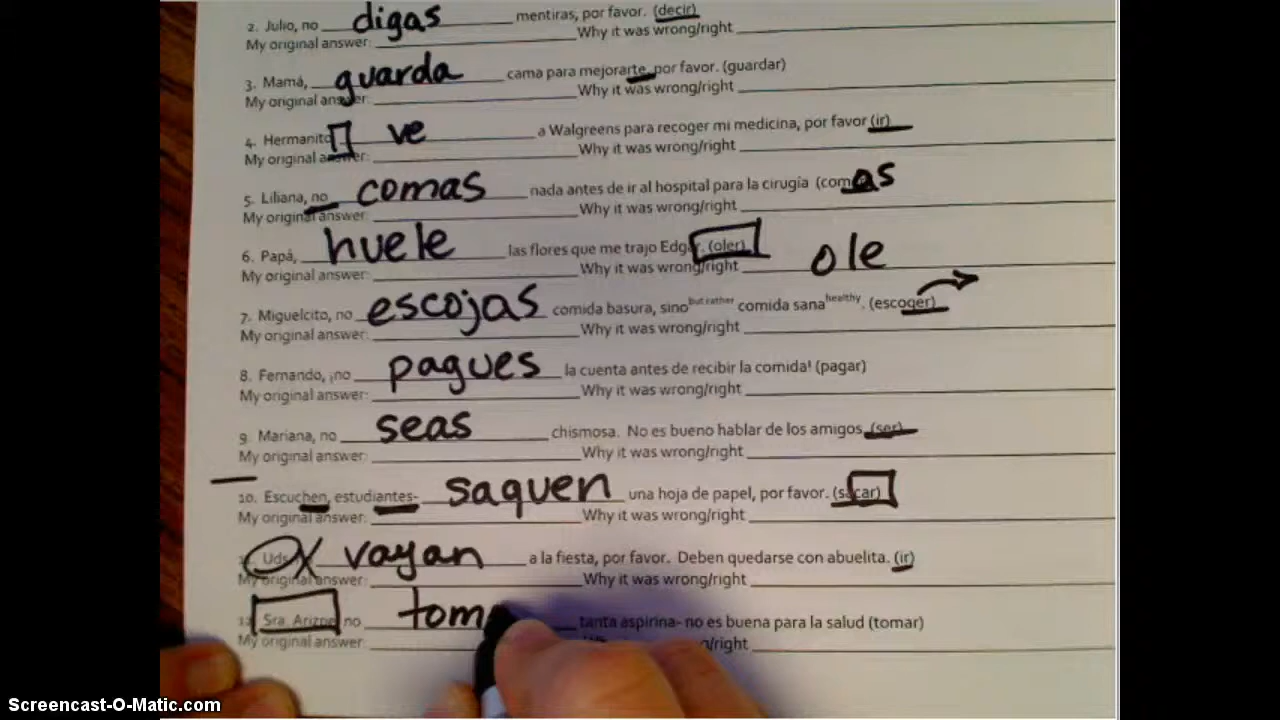 2. Julio, no digas mentiras, por favor. (decir)
My original answer: Why it was wrong/right
3. Mamá, guarda cama para mejorarte, por favor. (guardar)
My original answer: Why it was wrong/right
4. Hermanito, ve a Walgreens para recoger mi medicina, por favor (ir)
My original answer: Why it was wrong/right
5. Liliana, no comas nada antes de ir al hospital para la cirugía (comas
My original answer: Why it was wrong/right
6. Papá, huele las flores que me trajo Edgar. (oler) ole
My original answer: Why it was wrong/right
7. Miguelcito, no escojas comida basura, sino but rather comida sana healthy. (escoger)
My original answer: Why it was wrong/right
8. Fernando, ¡no pagues la cuenta antes de recibir la comida! (pagar)
My original answer: Why it was wrong/right
9. Mariana, no seas chismosa. No es bueno hablar de los amigos. (ser)
My original answer: Why it was wrong/right
10. Escuchen, estudiantes- saquen una hoja de papel, por favor. (sacar)
My original answer: Why it was wrong/right
Uds vayan a la fiesta, por favor. Deben quedarse con abuelita. (ir)
My original answer: Why it was wrong/right
Sra. no tom tanta aspirina- no es buena para la salud (tomar)
My original answer: /right
Screencast-O-Matic.com